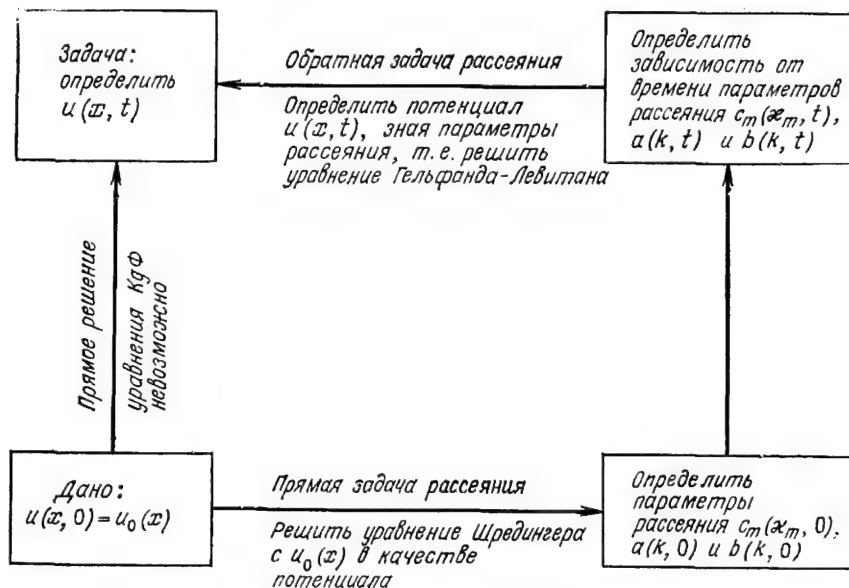 Задача:
определить
u(x, t)
Обратная задача рассеяния
Определить потенциал
u(x, t), зная параметры
рассеяния, т.е. решить
уравнение Гельфанда-Левитана
Определить
зависимость от
времени параметров
рассеяния c_m(ϰ_m, t),
a(k, t) и b(k, t)
Прямое решение
уравнения КдФ
невозможно
Дано:
u(x, 0) = u_0(x)
Прямая задача рассеяния
Решить уравнение Щредингера
с u_0(x) в качестве
потенциала
Определить
параметры
рассеяния c_m(ϰ_m, 0),
a(k, 0) и b(k, 0)